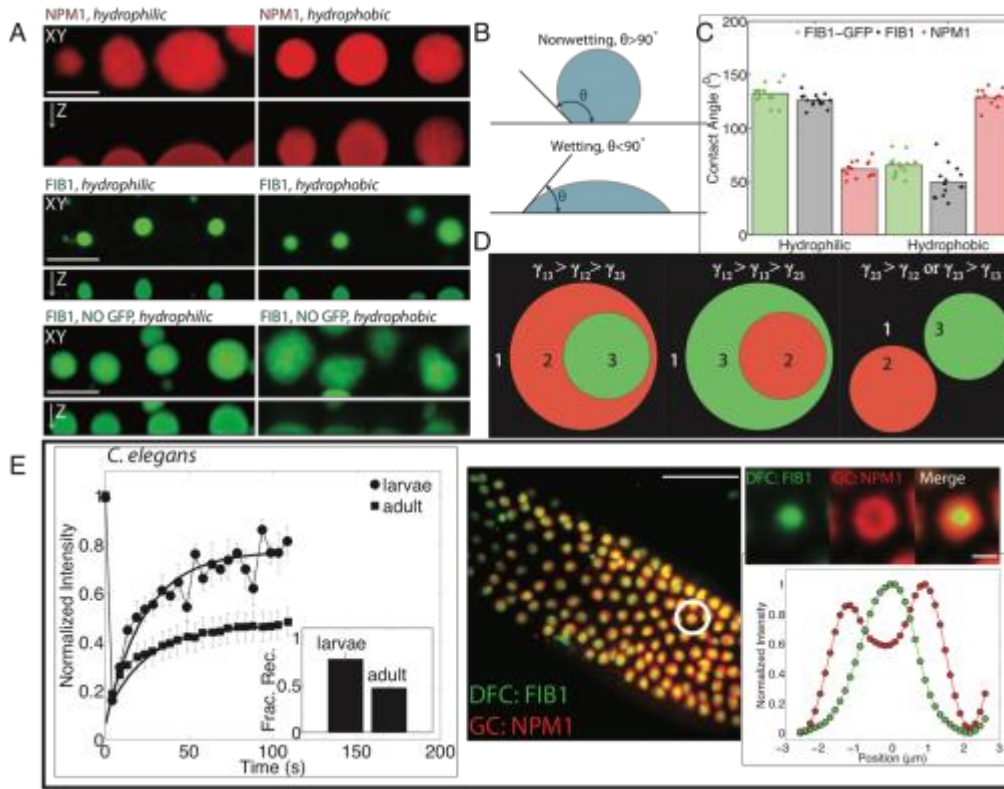 A
NPM1, hydrophilic
NPM1, hydrophobic
XY
Z
FIB1, hydrophilic
FIB1, hydrophobic
XY
Z
FIB1, NO GFP, hydrophilic
FIB1, NO GFP, hydrophobic
XY
Z
B
Nonwetting, θ>90°
θ
Wetting, θ<90°
θ
C
FIB1-GFP FIB1 NPM1
Contact Angle (°)
200
150
100
50
0
Hydrophilic Hydrophobic
D
γ13 > γ12 > γ23
γ12 > γ13 > γ23
γ23 > γ12 or γ23 > γ13
1 2 3
1 3 2
1 2 3
E
C. elegans
larvae
adult
Normalized Intensity
1
0.8
0.6
0.4
0.2
0
0 50 100 150 200
Time (s)
Frac. Rec.
1
0.5
0
larvae
adult
DFC: FIB1
GC: NPM1
DFC: FIB1
GC: NPM1
Merge
Normalized Intensity
1
0.8
0.6
0.4
0.2
0
−3 −2 −1 0 1 2 3
Position (μm)